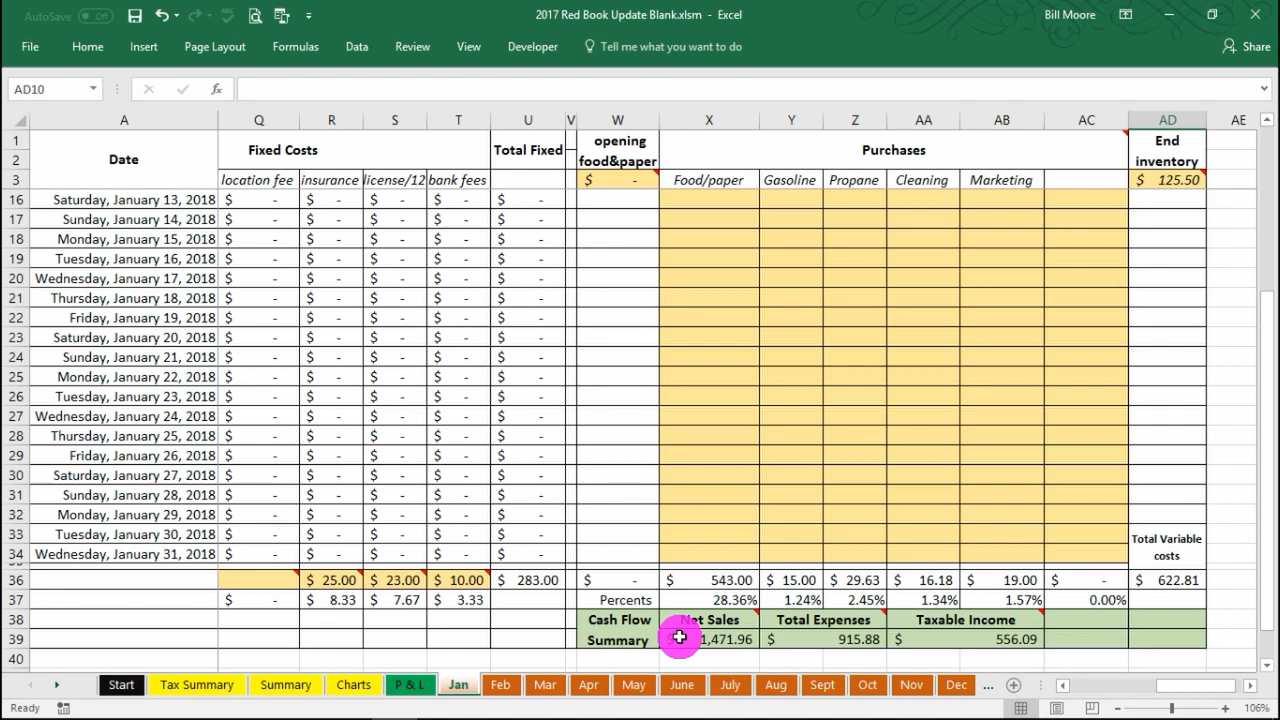 AutoSave Off 2017 Red Book Update Blank.xlsm - Excel Bill Moore
File Home Insert Page Layout Formulas Data Review View Developer Tell me what you want to do Share
AD10 fx
A Q R S T U V W X Y Z AA AB AC AD AE
1 Date Fixed Costs Total Fixed opening Purchases End
2 food&paper inventory
3 location fee insurance license/12 bank fees $ - Food/paper Gasoline Propane Cleaning Marketing $ 125.50
16 Saturday, January 13, 2018 $ - $ - $ - $ - $ -
17 Sunday, January 14, 2018 $ - $ - $ - $ - $ -
18 Monday, January 15, 2018 $ - $ - $ - $ - $ -
19 Tuesday, January 16, 2018 $ - $ - $ - $ - $ -
20 Wednesday, January 17, 2018 $ - $ - $ - $ - $ -
21 Thursday, January 18, 2018 $ - $ - $ - $ - $ -
22 Friday, January 19, 2018 $ - $ - $ - $ - $ -
23 Saturday, January 20, 2018 $ - $ - $ - $ - $ -
24 Sunday, January 21, 2018 $ - $ - $ - $ - $ -
25 Monday, January 22, 2018 $ - $ - $ - $ - $ -
26 Tuesday, January 23, 2018 $ - $ - $ - $ - $ -
27 Wednesday, January 24, 2018 $ - $ - $ - $ - $ -
28 Thursday, January 25, 2018 $ - $ - $ - $ - $ -
29 Friday, January 26, 2018 $ - $ - $ - $ - $ -
30 Saturday, January 27, 2018 $ - $ - $ - $ - $ -
31 Sunday, January 28, 2018 $ - $ - $ - $ - $ -
32 Monday, January 29, 2018 $ - $ - $ - $ - $ -
33 Tuesday, January 30, 2018 $ - $ - $ - $ - $ - Total Variable
34 Wednesday, January 31, 2018 $ - $ - $ - $ - $ - costs
36 $ 25.00 $ 23.00 $ 10.00 $ 283.00 $ - $ 543.00 $ 15.00 $ 29.63 $ 16.18 $ 19.00 $ - $ 622.81
37 $ - $ 8.33 $ 7.67 $ 3.33 Percents 28.36% 1.24% 2.45% 1.34% 1.57% 0.00%
38 Cash Flow Net Sales Total Expenses Taxable Income
39 Summary 1,471.96 $ 915.88 $ 556.09
40
Start Tax Summary Summary Charts P & L Jan Feb Mar Apr May June July Aug Sept Oct Nov Dec ...
Ready 106%